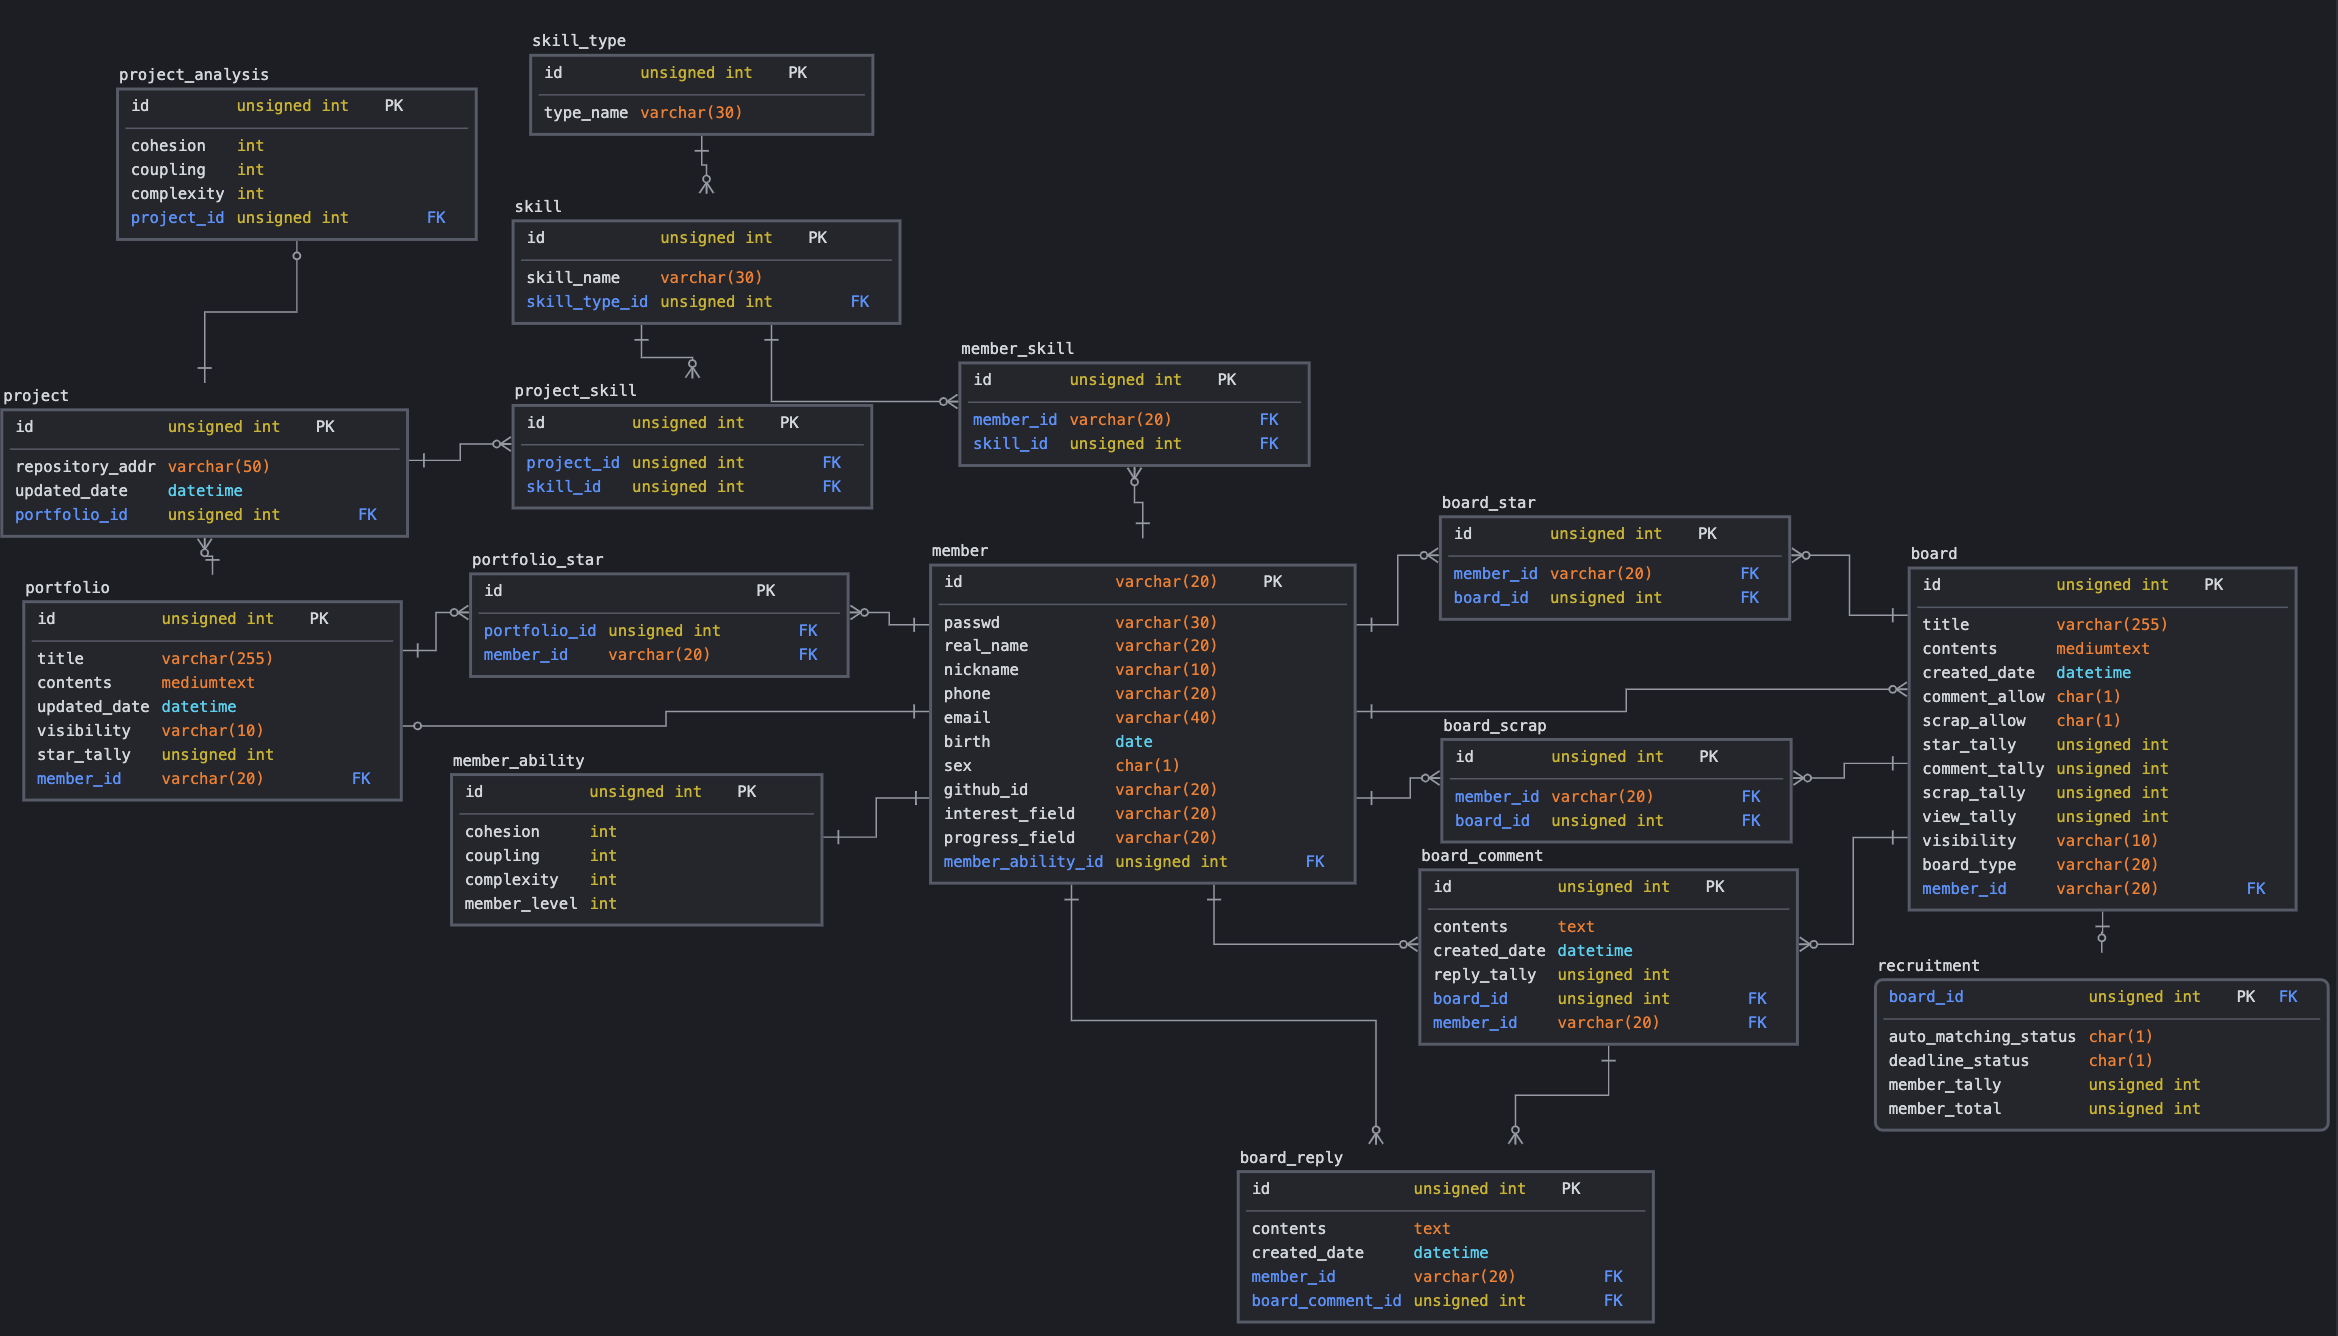 skill_type
id unsigned int PK
type_name varchar(30)
project_analysis
id unsigned int PK
cohesion int
coupling int
complexity int
project_id unsigned int FK
skill
id unsigned int PK
skill_name varchar(30)
skill_type_id unsigned int FK
member_skill
id unsigned int PK
member_id varchar(20) FK
skill_id unsigned int FK
project
id unsigned int PK
repository_addr varchar(50)
updated_date datetime
portfolio_id unsigned int FK
project_skill
id unsigned int PK
project_id unsigned int FK
skill_id unsigned int FK
board_star
id unsigned int PK
member_id varchar(20) FK
board_id unsigned int FK
portfolio
id unsigned int PK
title varchar(255)
contents mediumtext
updated_date datetime
visibility varchar(10)
star_tally unsigned int
member_id varchar(20) FK
portfolio_star
id PK
portfolio_id unsigned int FK
member_id varchar(20) FK
member
id varchar(20) PK
passwd varchar(30)
real_name varchar(20)
nickname varchar(10)
phone varchar(20)
email varchar(40)
birth date
sex char(1)
github_id varchar(20)
interest_field varchar(20)
progress_field varchar(20)
member_ability_id unsigned int FK
board
id unsigned int PK
title varchar(255)
contents mediumtext
created_date datetime
comment_allow char(1)
scrap_allow char(1)
star_tally unsigned int
comment_tally unsigned int
scrap_tally unsigned int
view_tally unsigned int
visibility varchar(10)
board_type varchar(20)
member_id varchar(20) FK
board_scrap
id unsigned int PK
member_id varchar(20) FK
board_id unsigned int FK
member_ability
id unsigned int PK
cohesion int
coupling int
complexity int
member_level int
board_comment
id unsigned int PK
contents text
created_date datetime
reply_tally unsigned int
board_id unsigned int FK
member_id varchar(20) FK
recruitment
board_id unsigned int PK FK
auto_matching_status char(1)
deadline_status char(1)
member_tally unsigned int
member_total unsigned int
board_reply
id unsigned int PK
contents text
created_date datetime
member_id varchar(20) FK
board_comment_id unsigned int FK